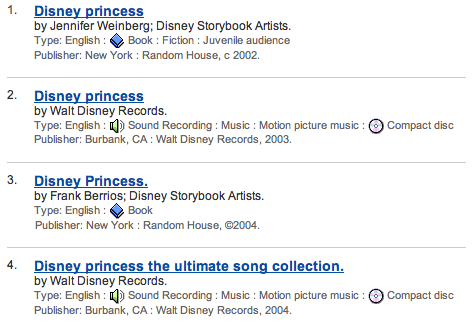 1. Disney princess
by Jennifer Weinberg; Disney Storybook Artists.
Type: English : Book : Fiction : Juvenile audience
Publisher: New York : Random House, c 2002.
2. Disney princess
by Walt Disney Records.
Type: English : Sound Recording : Music : Motion picture music : Compact disc
Publisher: Burbank, CA : Walt Disney Records, 2003.
3. Disney Princess.
by Frank Berrios; Disney Storybook Artists.
Type: English : Book
Publisher: New York : Random House, ©2004.
4. Disney princess the ultimate song collection.
by Walt Disney Records.
Type: English : Sound Recording : Music : Motion picture music : Compact disc
Publisher: Burbank, CA : Walt Disney Records, 2004.